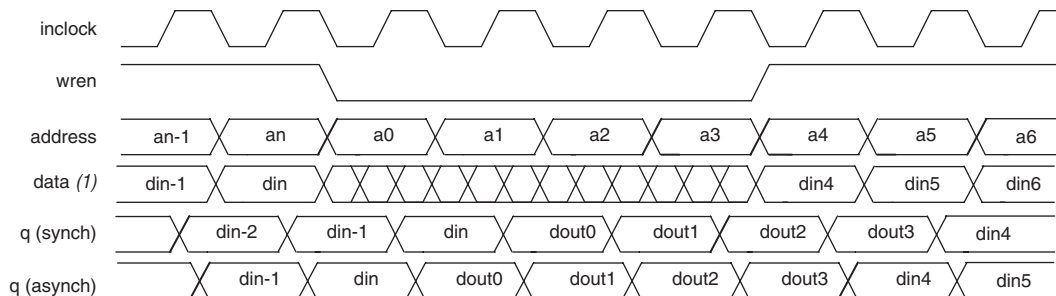 inclock
wren
address an-1 an a0 a1 a2 a3 a4 a5 a6
data (1) din-1 din din4 din5 din6
q (synch) din-2 din-1 din dout0 dout1 dout2 dout3 din4
q (asynch) din-1 din dout0 dout1 dout2 dout3 din4 din5